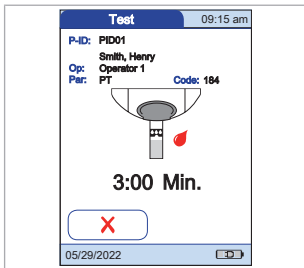 Test 09:15 am
P-ID: PID01
Smith, Henry
Op: Operator 1
Par: PT Code: 184
3:00 Min.
05/29/2022